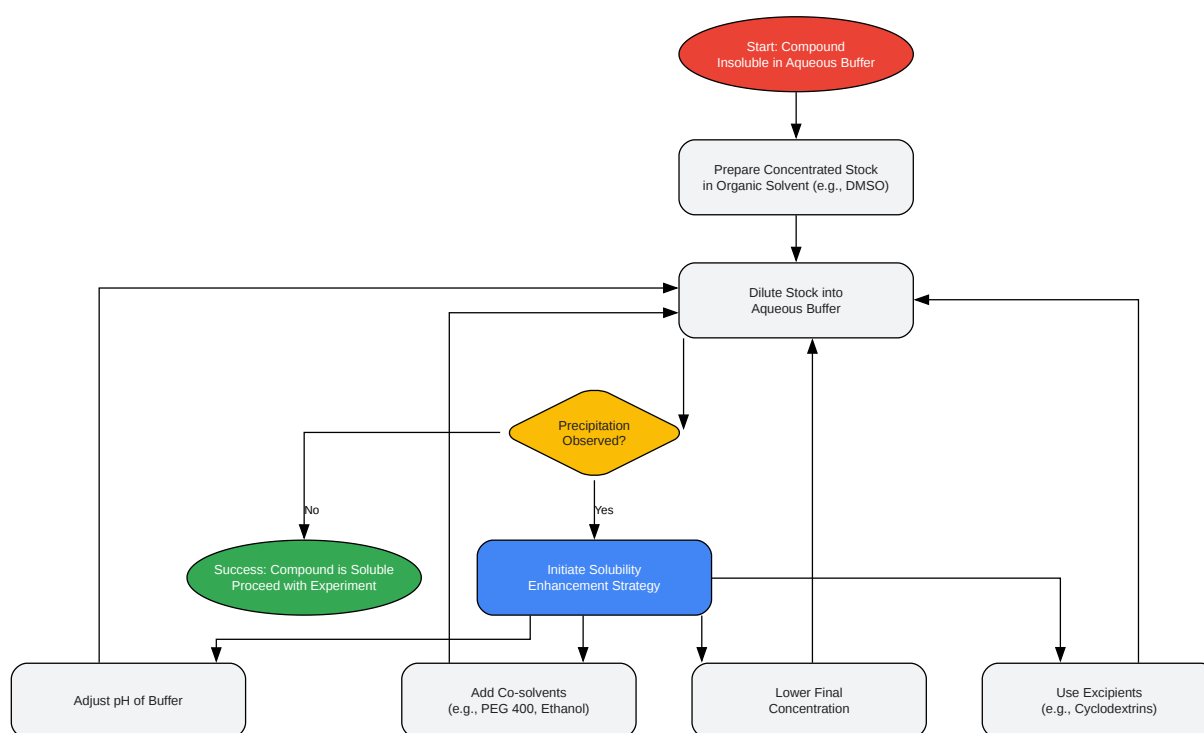 Start: Compound
Insoluble in Aqueous Buffer
Prepare Concentrated Stock
in Organic Solvent (e.g., DMSO)
Dilute Stock into
Aqueous Buffer
Precipitation
Observed?
No
Yes
Success: Compound is Soluble
Proceed with Experiment
Initiate Solubility
Enhancement Strategy
Adjust pH of Buffer
Add Co-solvents
(e.g., PEG 400, Ethanol)
Lower Final
Concentration
Use Excipients
(e.g., Cyclodextrins)